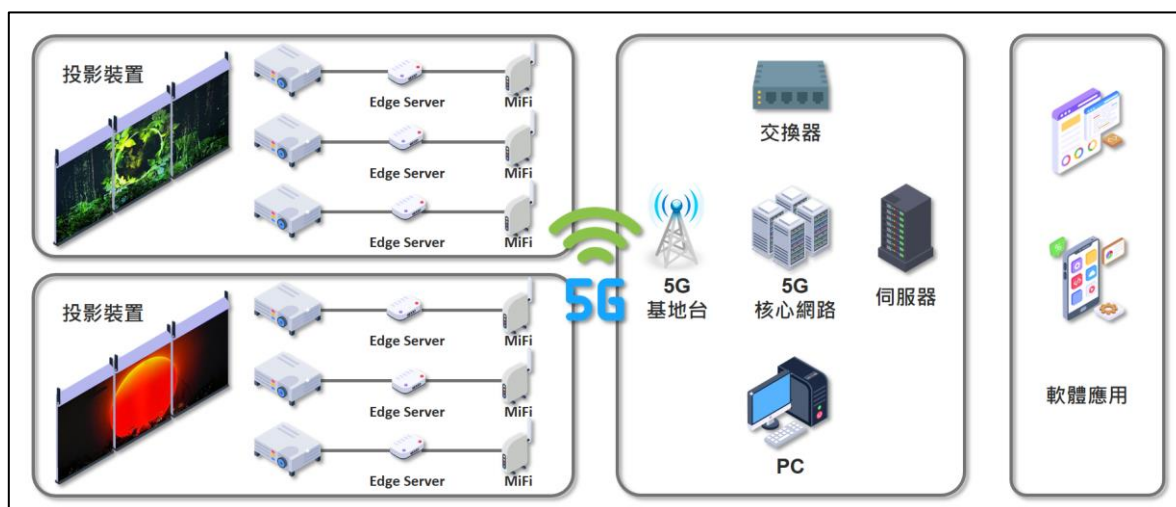 投影裝置
Edge Server
MiFi
Edge Server
MiFi
Edge Server
MiFi
投影裝置
Edge Server
MiFi
Edge Server
MiFi
Edge Server
MiFi
5G
交換器
5G
基地台
5G
核心網路
伺服器
PC
軟體應用